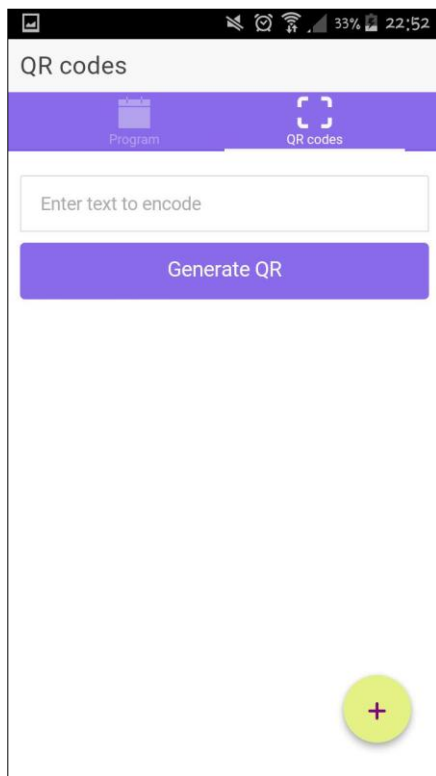 33% 22:52
QR codes
Program QR codes
Enter text to encode
Generate QR
+